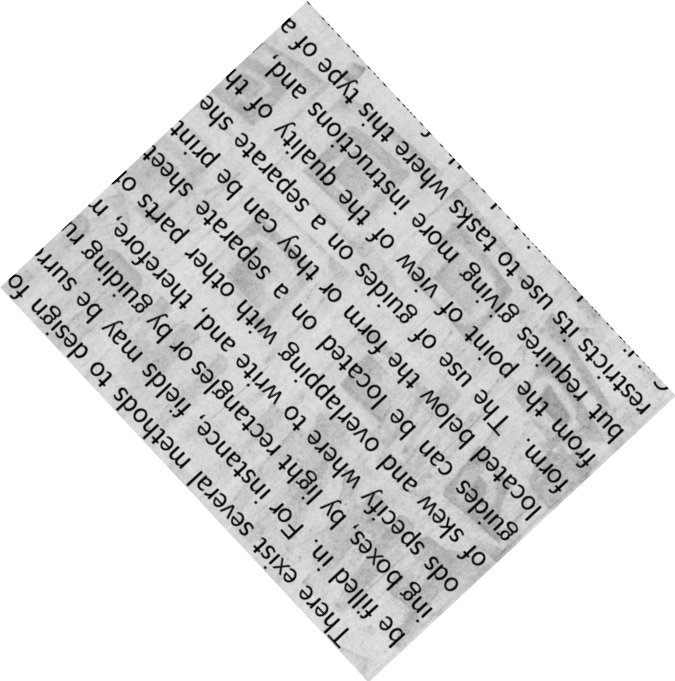 There exist several methods to design fo
be filled in. For instance, fields may be surr
ing boxes, by light rectangles or by guiding ru
ods specify where to write and, therefore, m
of skew and overlapping with other parts of
guides can be located on a separate sheet
located below the form or they can be print
form. The use of guides on a separate she
from the point of view of the quality of th
but requires giving more instructions and,
restricts its use to tasks where this type of a